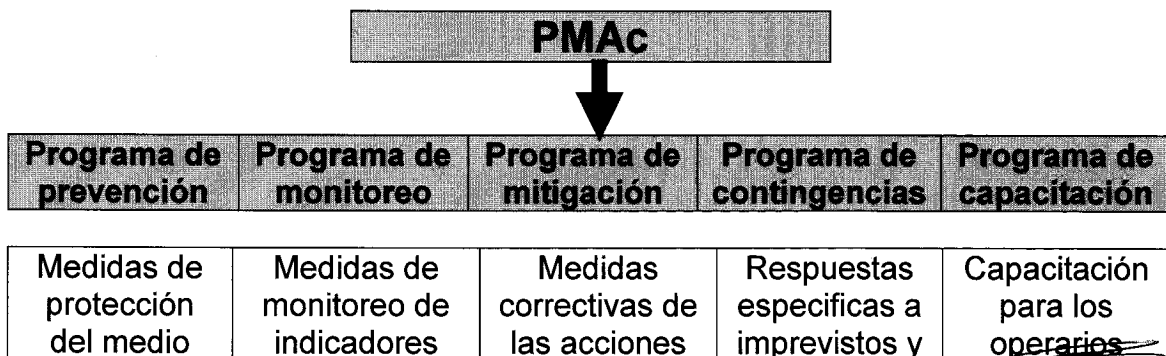 PMAc
Programa de prevención
Programa de monitoreo
Programa de mitigación
Programa de contingencias
Programa de capacitación
Medidas de protección del medio
Medidas de monitoreo de indicadores
Medidas correctivas de las acciones
Respuestas especificas a imprevistos y
Capacitación para los operarios